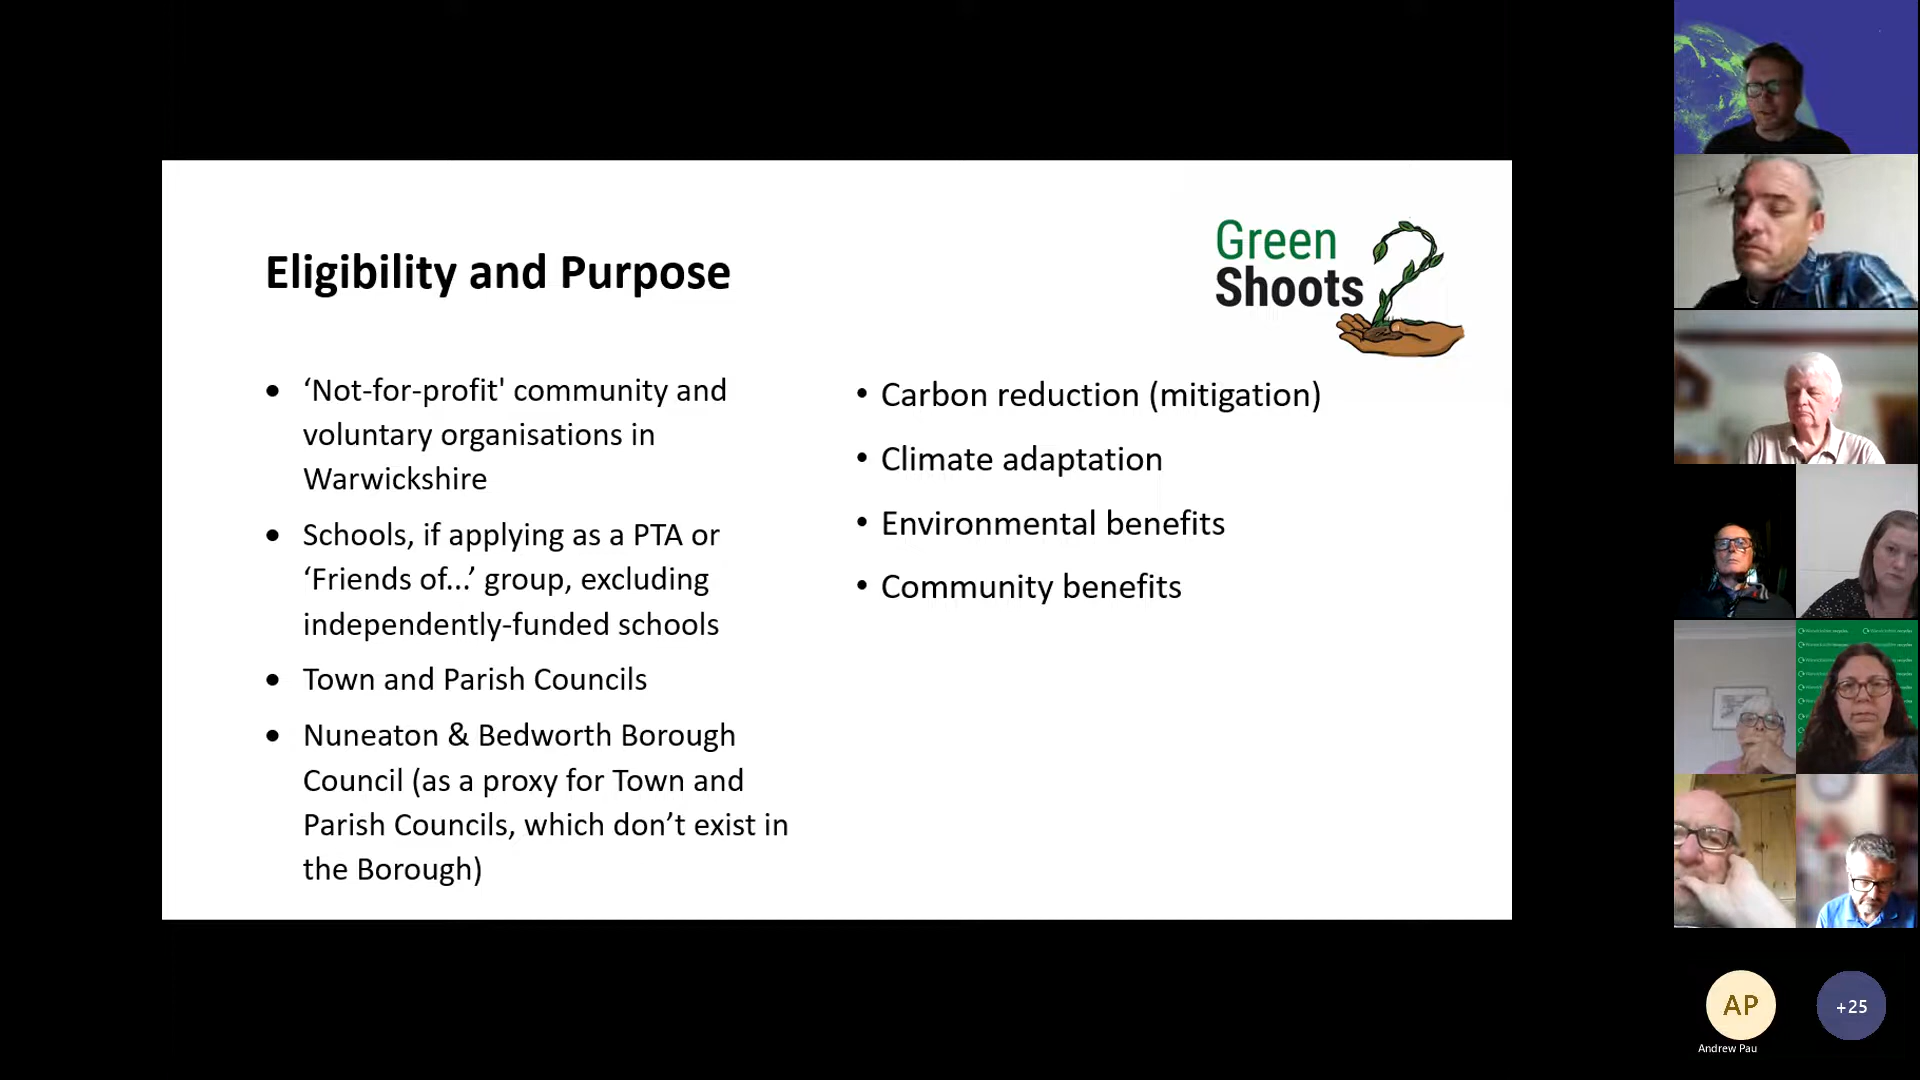 Green
Shoots
Eligibility and Purpose
• ‘Not-for-profit' community and
voluntary organisations in
Warwickshire
• Schools, if applying as a PTA or
‘Friends of...’ group, excluding
independently-funded schools
• Town and Parish Councils
• Nuneaton & Bedworth Borough
Council (as a proxy for Town and
Parish Councils, which don’t exist in
the Borough)
• Carbon reduction (mitigation)
• Climate adaptation
• Environmental benefits
• Community benefits
AP
Andrew Pau
+25